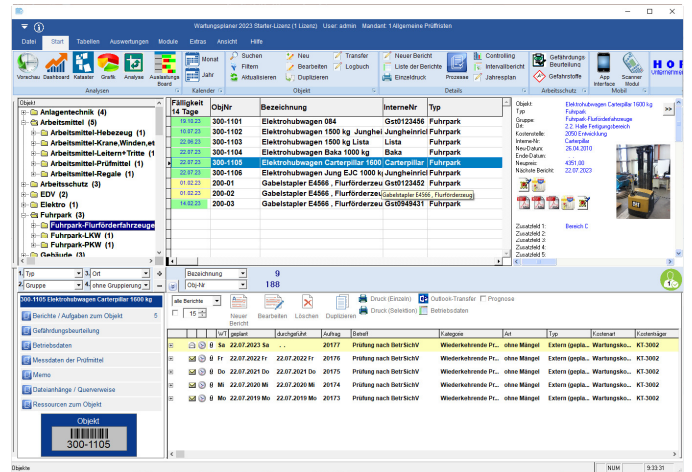 Wartungsplaner 2023 Starter-Lizenz (1 Lizenz) User: admin Mandant: 1 Allgemeine Prüffristen
Datei Start Tabellen Auswertungen Module Extras Ansicht Hilfe
Vorschau Dashboard Kataster Grafik Analyse Auslastungs Board
Analysen
Monat
Jahr
Kalender
Suchen Neu Transfer
Filtern Bearbeiten Logbuch
Aktualisieren Duplizieren
Objekt
Neuer Bericht
Liste der Berichte
Einzeldruck
Prozesse
Controlling
Intervallbericht
Jahresplan
Details
Gefährdungs Beurteilung
Gefahrstoffe
Arbeitsschutz
App Interface
Scanner Modul
Mobil
HOP
Unternehmen
Objekt
Anlagentechnik (4)
Arbeitsmittel (5)
Arbeitsmittel-Hebezeug (1)
Arbeitsmittel-Krane,Winden,et
Arbeitsmittel-Leitern+Tritte (1
Arbeitsmittel-Prüfmittel (1)
Arbeitsmittel-Regale (1)
Arbeitsschutz (3)
EDV (2)
Elektro (1)
Fuhrpark (3)
Fuhrpark-Flurförderfahrzeuge
Fuhrpark-LKW (1)
Fuhrpark-PKW (1)
Gebäude (3)
Fälligkeit 14 Tage ObjNr Bezeichnung InterneNr Typ
19.10.23 300-1101 Elektrohubwagen 084 Gst0123456 Fuhrpark
10.07.23 300-1102 Elektrohubwagen 1500 kg Junghei Jungheinricl Fuhrpark
22.08.23 300-1103 Elektrohubwagen 1500 kg Lista Lista Fuhrpark
22.07.23 300-1104 Elektrohubwagen Baka 1000 kg Baka Fuhrpark
22.07.23 300-1105 Elektrohubwagen Carterpillar 1600 Carterpillar Fuhrpark
22.07.23 300-1106 Elektrohubwagen Jung EJC 1000 k Jungheinricl Fuhrpark
01.02.23 200-01 Gabelstapler E4566 , Flurförderzeu Gst0123452 Fuhrpark
01.02.23 200-02 Gabelstapler E4566 , Flurförderzeu
Gabelstapler E4566 , Flurförderzeug
14.02.23 200-03 Gabelstapler E4566 , Flurförderzeu Gst0949431 Fuhrpark
Objekt: Elektrohubwagen Carterpillar 1600 kg
Typ Fuhrpark
Gruppe: Fuhrpark-Flurförderfahrzeuge
Ort: 2.2. Halle Fertigungsbereich
Kostenstelle: 2050 Entwicklung
Interne-Nr: Carterpillar
Neu-Datum: 26.04.2010
Ende-Datum:
Neupreis: 4351,00
Nächste Bericht: 22.07.2023
>>
Zusatzfeld 1: Bereich C
Zusatzfeld 2:
Zusatzfeld 3:
Zusatzfeld 4:
Zusatzfeld 5:
1. Typ 3. Ort
2. Gruppe 4. ohne Gruppierung
Bezeichnung 9
Obj-Nr 188
300-1105 Elektrohubwagen Carterpillar 1600 kg
Berichte / Aufgaben zum Objekt 5
Gefährdungsbeurteilung
Betriebsdaten
Messdaten der Prüfmittel
Memo
Dateianhänge / Querverweise
Ressourcen zum Objekt
Objekt
300-1105
alle Berichte
15
Neuer Bericht
Bearbeiten
Löschen
Duplizieren
Druck (Einzeln) Outlook-Transfer Prognose
Druck (Selektion) Betriebsdaten
WT geplant durchgeführt Auftrag Betreff Kategorie Art Typ Kostenart Kostenträger
Sa 22.07.2023 Sa . . 20177 Prüfung nach BetrSichV Wiederkehrende Pr... ohne Mängel Extern (gepla... Wartungsko... KT-3002
Fr 22.07.2022 Fr 22.07.2022 Fr 20176 Prüfung nach BetrSichV Wiederkehrende Pr... ohne Mängel Extern (gepla... Wartungsko... KT-3002
Do 22.07.2021 Do 22.07.2021 Do 20175 Prüfung nach BetrSichV Wiederkehrende Pr... ohne Mängel Extern (gepla... Wartungsko... KT-3002
Mi 22.07.2020 Mi 22.07.2020 Mi 20174 Prüfung nach BetrSichV Wiederkehrende Pr... ohne Mängel Extern (gepla... Wartungsko... KT-3002
Mo 22.07.2019 Mo 22.07.2019 Mo 20173 Prüfung nach BetrSichV Wiederkehrende Pr... ohne Mängel Extern (gepla... Wartungsko... KT-3002
Objekte NUM 9:33:31